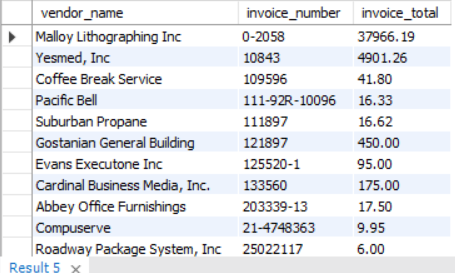 vendor_name invoice_number invoice_total
Malloy Lithographing Inc 0-2058 37966.19
Yesmed, Inc 10843 4901.26
Coffee Break Service 109596 41.80
Pacific Bell 111-92R-10096 16.33
Suburban Propane 111897 16.62
Gostanian General Building 121897 450.00
Evans Executone Inc 125520-1 95.00
Cardinal Business Media, Inc. 133560 175.00
Abbey Office Furnishings 203339-13 17.50
Compuserve 21-4748363 9.95
Roadway Package System, Inc 25022117 6.00
Result 5 ×